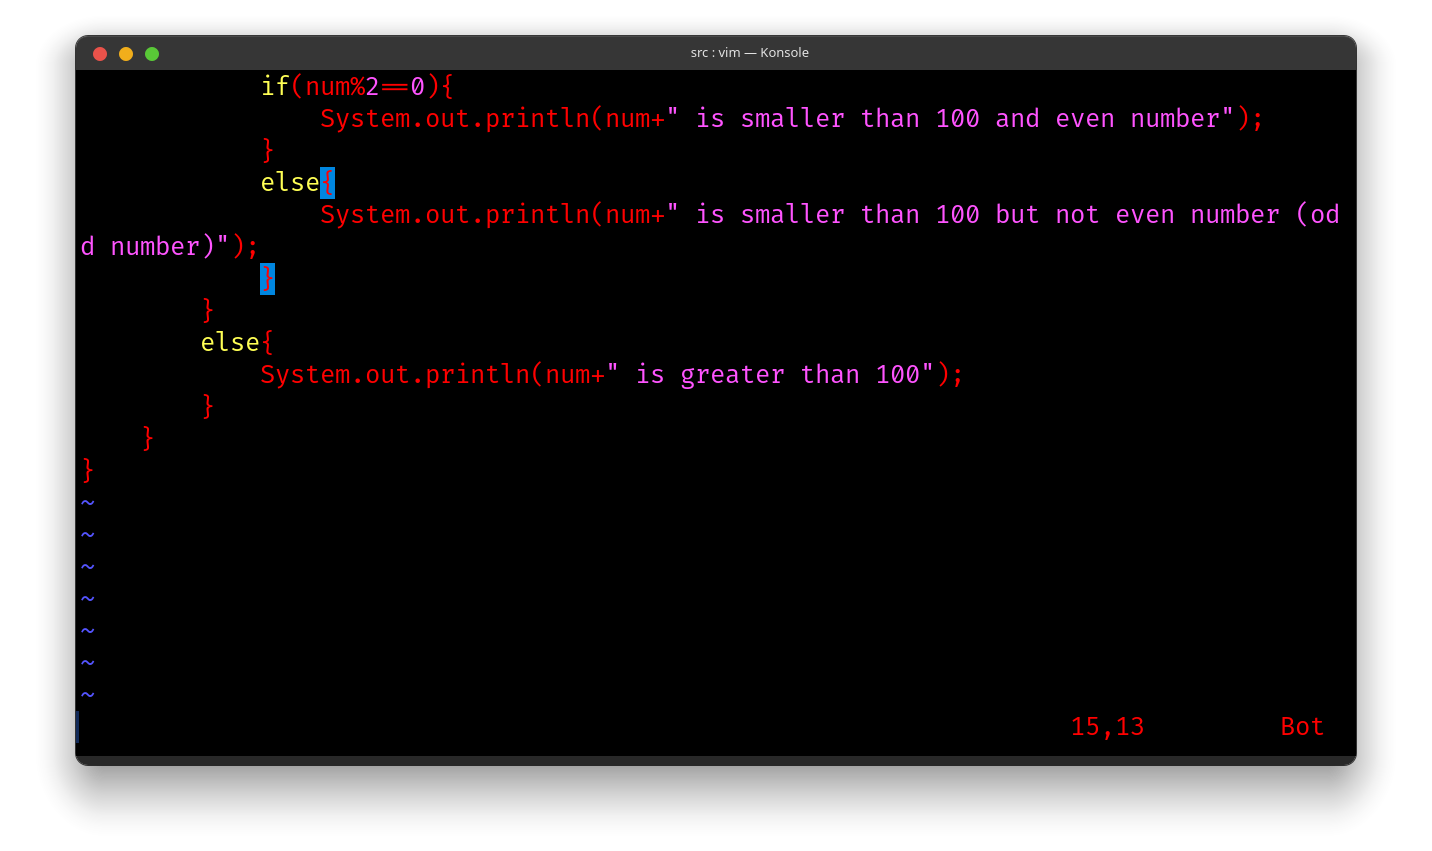 src : vim — Konsole
            if(num%2==0){
                System.out.println(num+" is smaller than 100 and even number");
            }
            else{
                System.out.println(num+" is smaller than 100 but not even number (od
d number)");
            }
        }
        else{
            System.out.println(num+" is greater than 100");
        }
    }
}
~
~
~
~
~
~
~
15,13 Bot